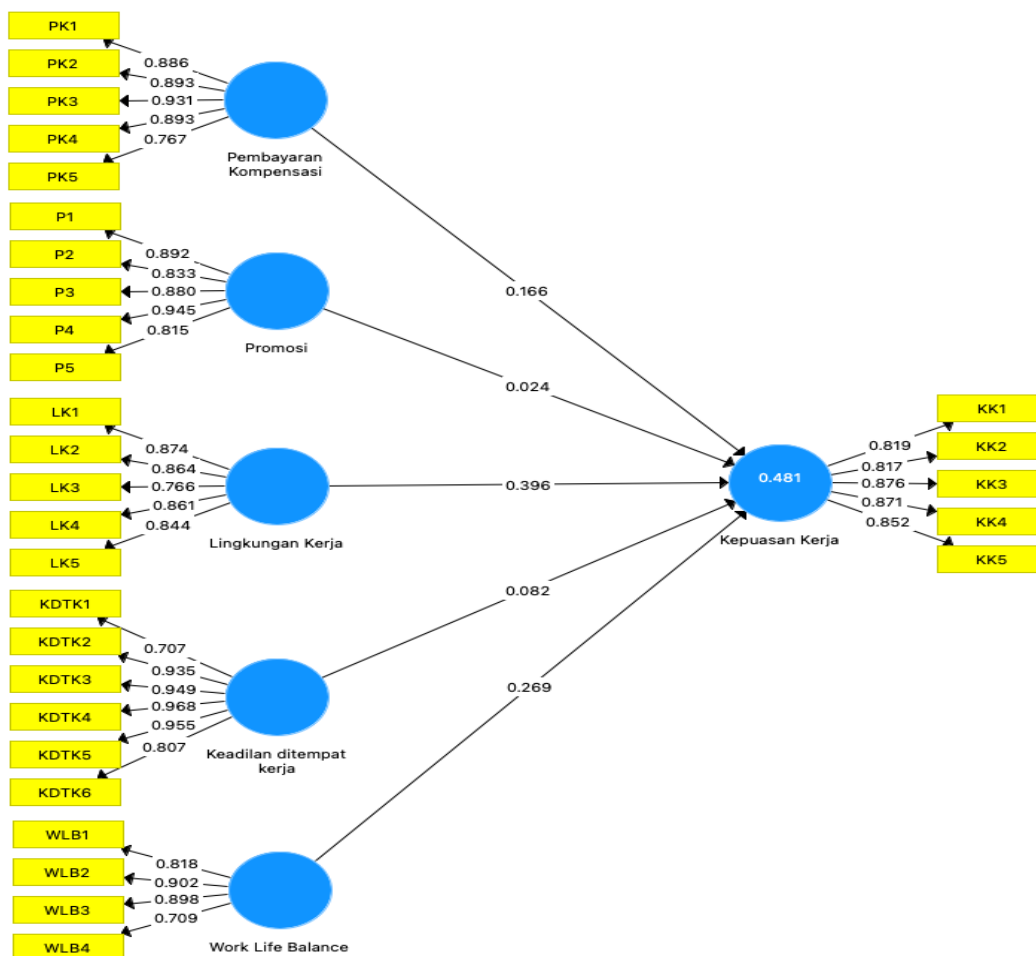 PK1
PK2
PK3
PK4
PK5
0.886
0.893
0.931
0.893
0.767
Pembayaran
Kompensasi
P1
P2
P3
P4
P5
0.892
0.833
0.880
0.945
0.815
Promosi
LK1
LK2
LK3
LK4
LK5
0.874
0.864
0.766
0.861
0.844
Lingkungan Kerja
KDTK1
KDTK2
KDTK3
KDTK4
KDTK5
KDTK6
0.707
0.935
0.949
0.968
0.955
0.807
Keadilan ditempat
kerja
WLB1
WLB2
WLB3
WLB4
0.818
0.902
0.898
0.709
Work Life Balance
0.166
0.024
0.396
0.082
0.269
0.481
Kepuasan Kerja
0.819
0.817
0.876
0.871
0.852
KK1
KK2
KK3
KK4
KK5